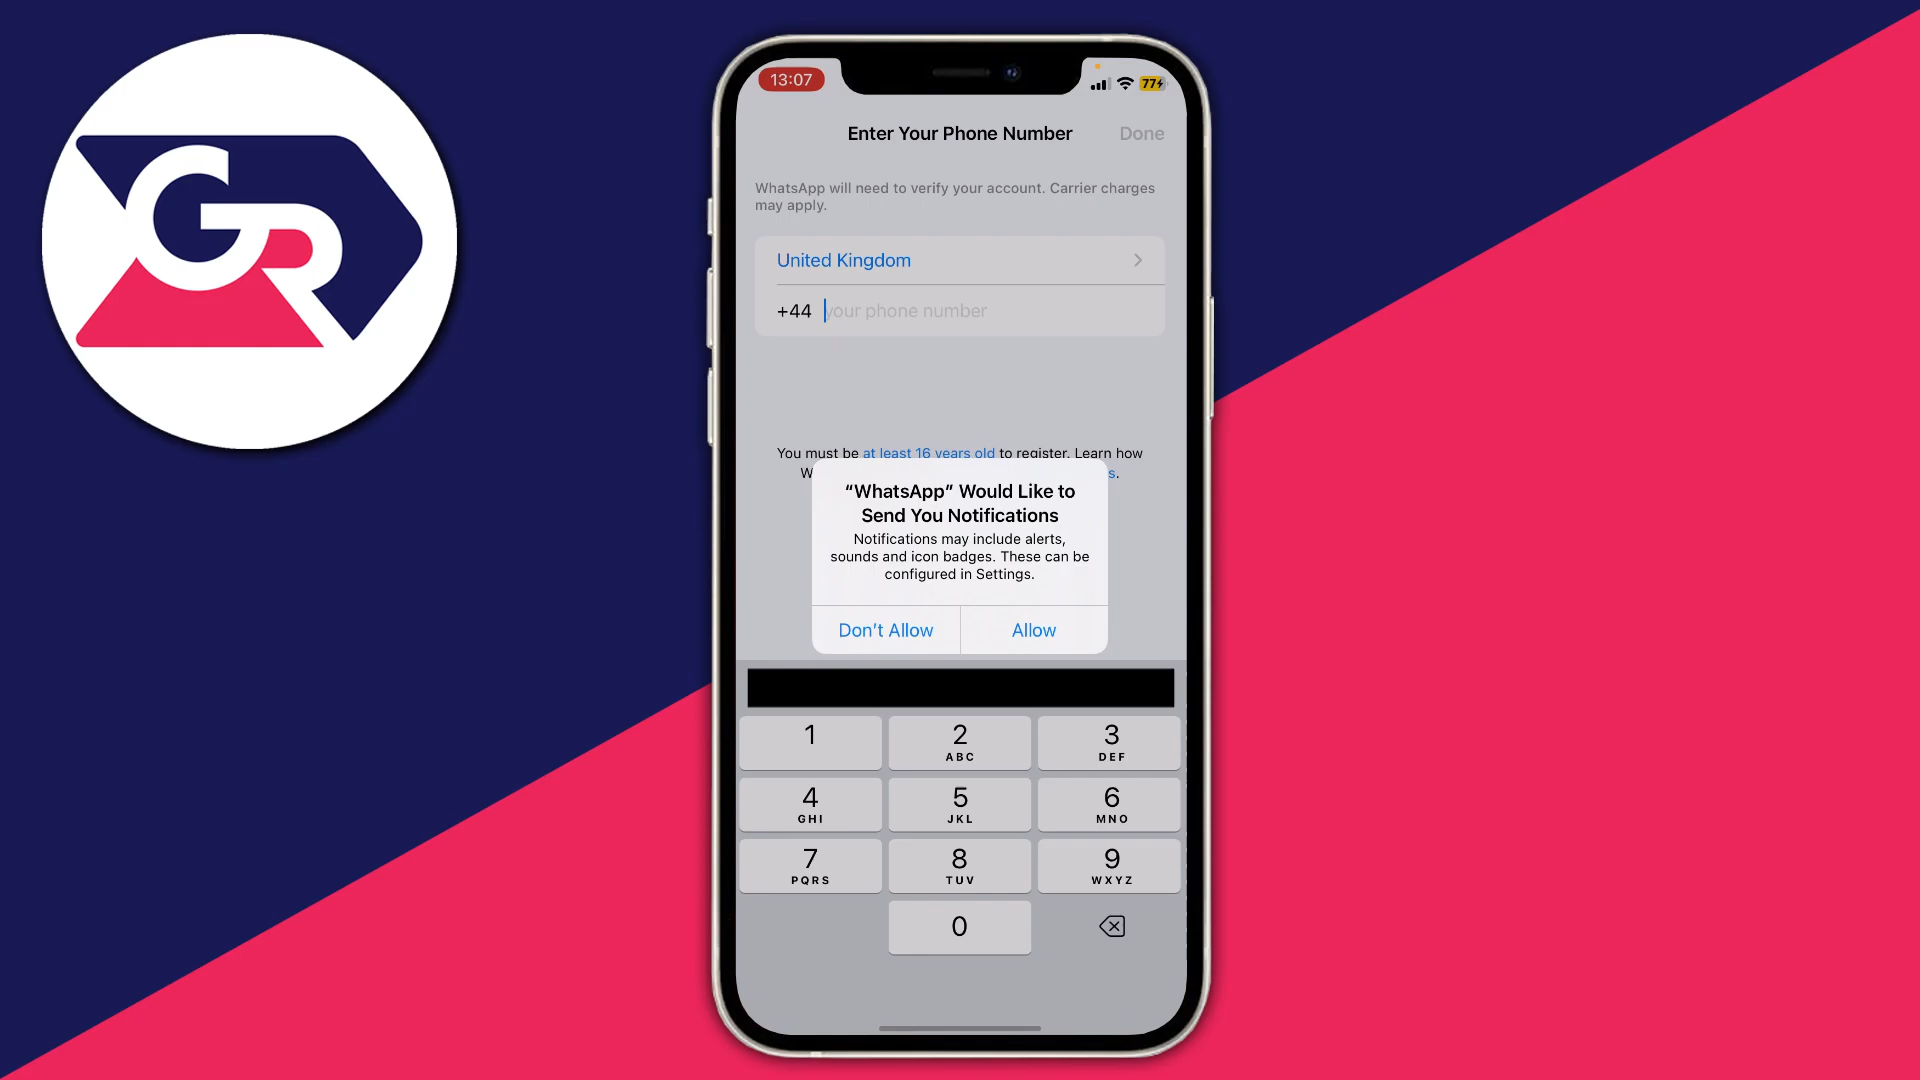 GR
13:07
77
Enter Your Phone Number
Done
WhatsApp will need to verify your account. Carrier charges
may apply.
United Kingdom
+44 your phone number
You must be at least 16 years old to register. Learn how
W s.
“WhatsApp” Would Like to
Send You Notifications
Notifications may include alerts,
sounds and icon badges. These can be
configured in Settings.
Don’t Allow
Allow
1
2
ABC
3
DEF
4
GHI
5
JKL
6
MNO
7
PQRS
8
TUV
9
WXYZ
0